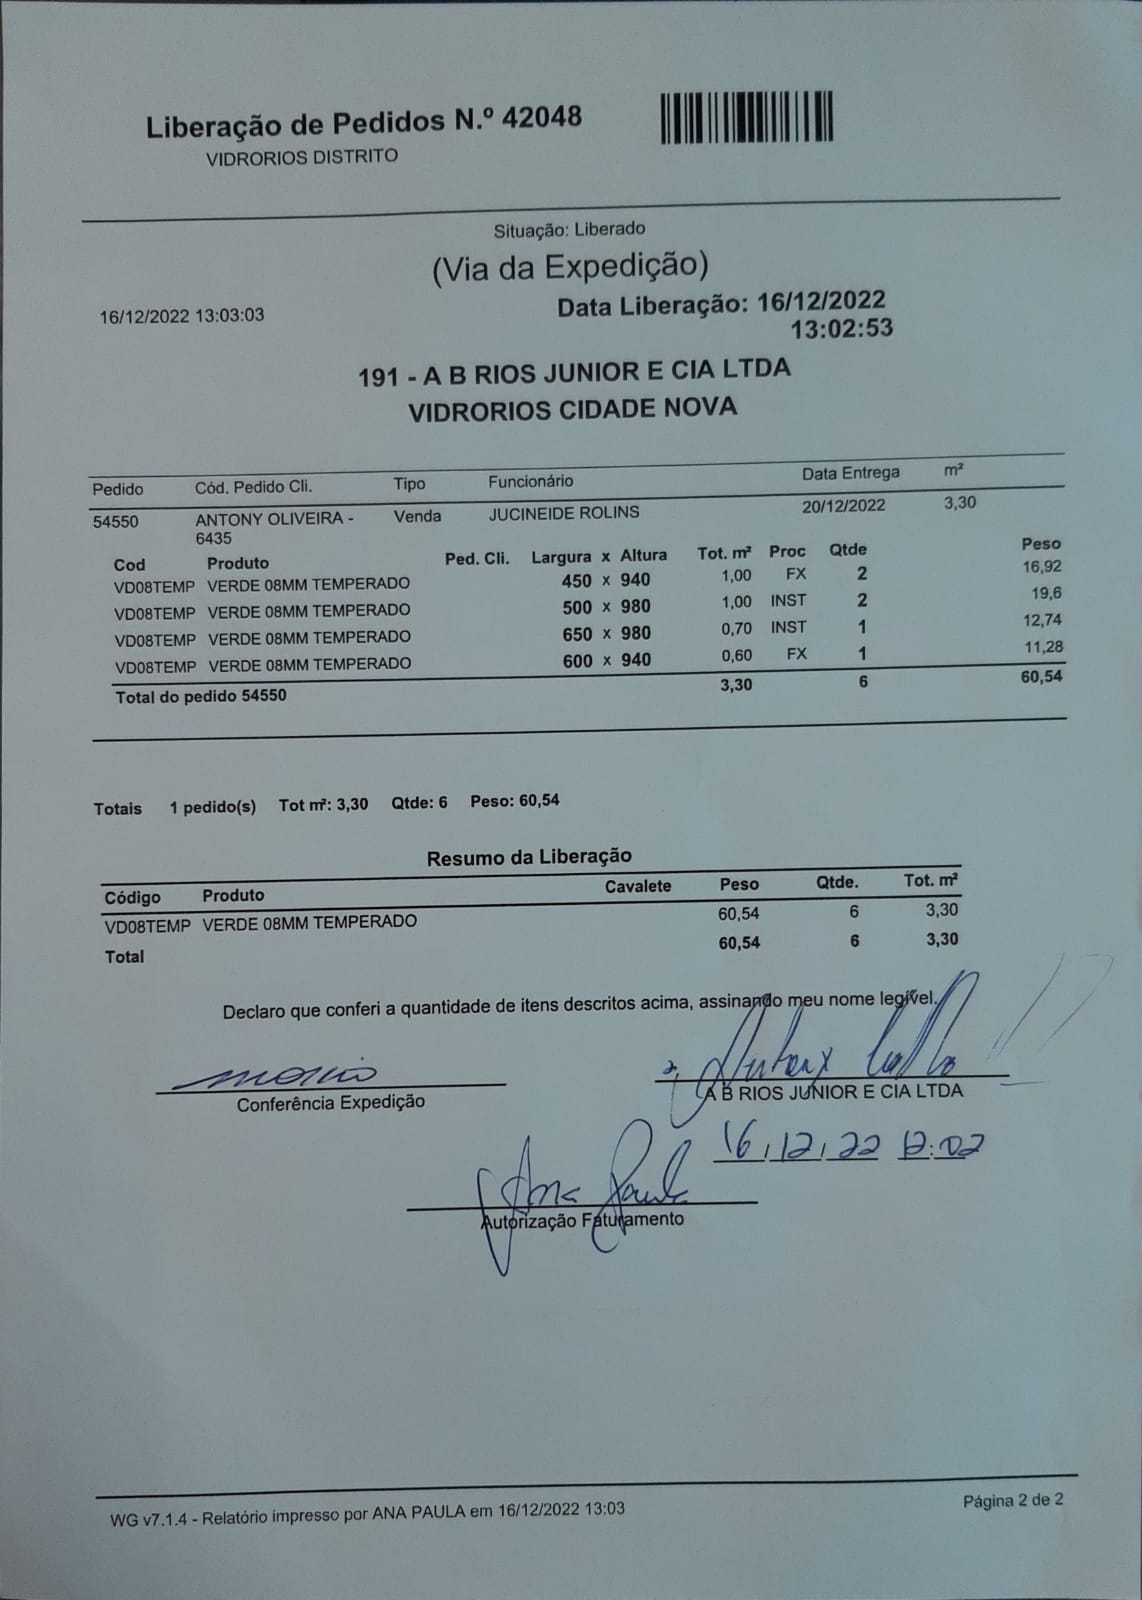 Liberação de Pedidos N.º 42048
VIDRORIOS DISTRITO
Situação: Liberado
(Via da Expedição)
16/12/2022 13:03:03
Data Liberação: 16/12/2022
13:02:53
191 - A B RIOS JUNIOR E CIA LTDA
VIDRORIOS CIDADE NOVA
Pedido Cód. Pedido Cli. Tipo Funcionário Data Entrega m²
54550 ANTONY OLIVEIRA - Venda JUCINEIDE ROLINS 20/12/2022 3,30
6435
Cod Produto Ped. Cli. Largura x Altura Tot. m² Proc Qtde Peso
VD08TEMP VERDE 08MM TEMPERADO 450 x 940 1,00 FX 2 16,92
VD08TEMP VERDE 08MM TEMPERADO 500 x 980 1,00 INST 2 19,6
VD08TEMP VERDE 08MM TEMPERADO 650 x 980 0,70 INST 1 12,74
VD08TEMP VERDE 08MM TEMPERADO 600 x 940 0,60 FX 1 11,28
Total do pedido 54550 3,30 6 60,54
Totais 1 pedido(s) Tot m²: 3,30 Qtde: 6 Peso: 60,54
Resumo da Liberação
Código Produto Cavalete Peso Qtde. Tot. m²
VD08TEMP VERDE 08MM TEMPERADO 60,54 6 3,30
Total 60,54 6 3,30
Declaro que conferi a quantidade de itens descritos acima, assinando meu nome legível.
Conferência Expedição
A B RIOS JUNIOR E CIA LTDA
16/12/22
Ana Paula
Autorização Faturamento
WG v7.1.4 - Relatório impresso por ANA PAULA em 16/12/2022 13:03
Página 2 de 2